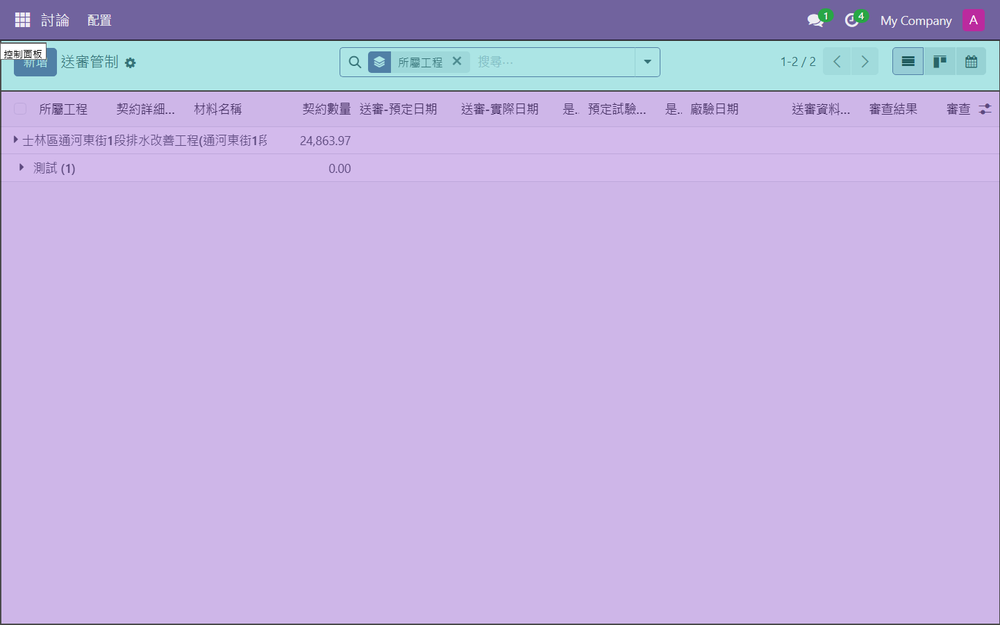 討論 配置 1 4 My Company A
控制面板
新增 送審管制 所屬工程 搜尋… 1-2 / 2
所屬工程 契約詳細... 材料名稱 契約數量 送審-預定日期 送審-實際日期 是.. 預定試驗... 是.. 廠驗日期 送審資料... 審查結果 審查
士林區通河東街1段排水改善工程(通河東街1段 24,863.97
測試 (1) 0.00